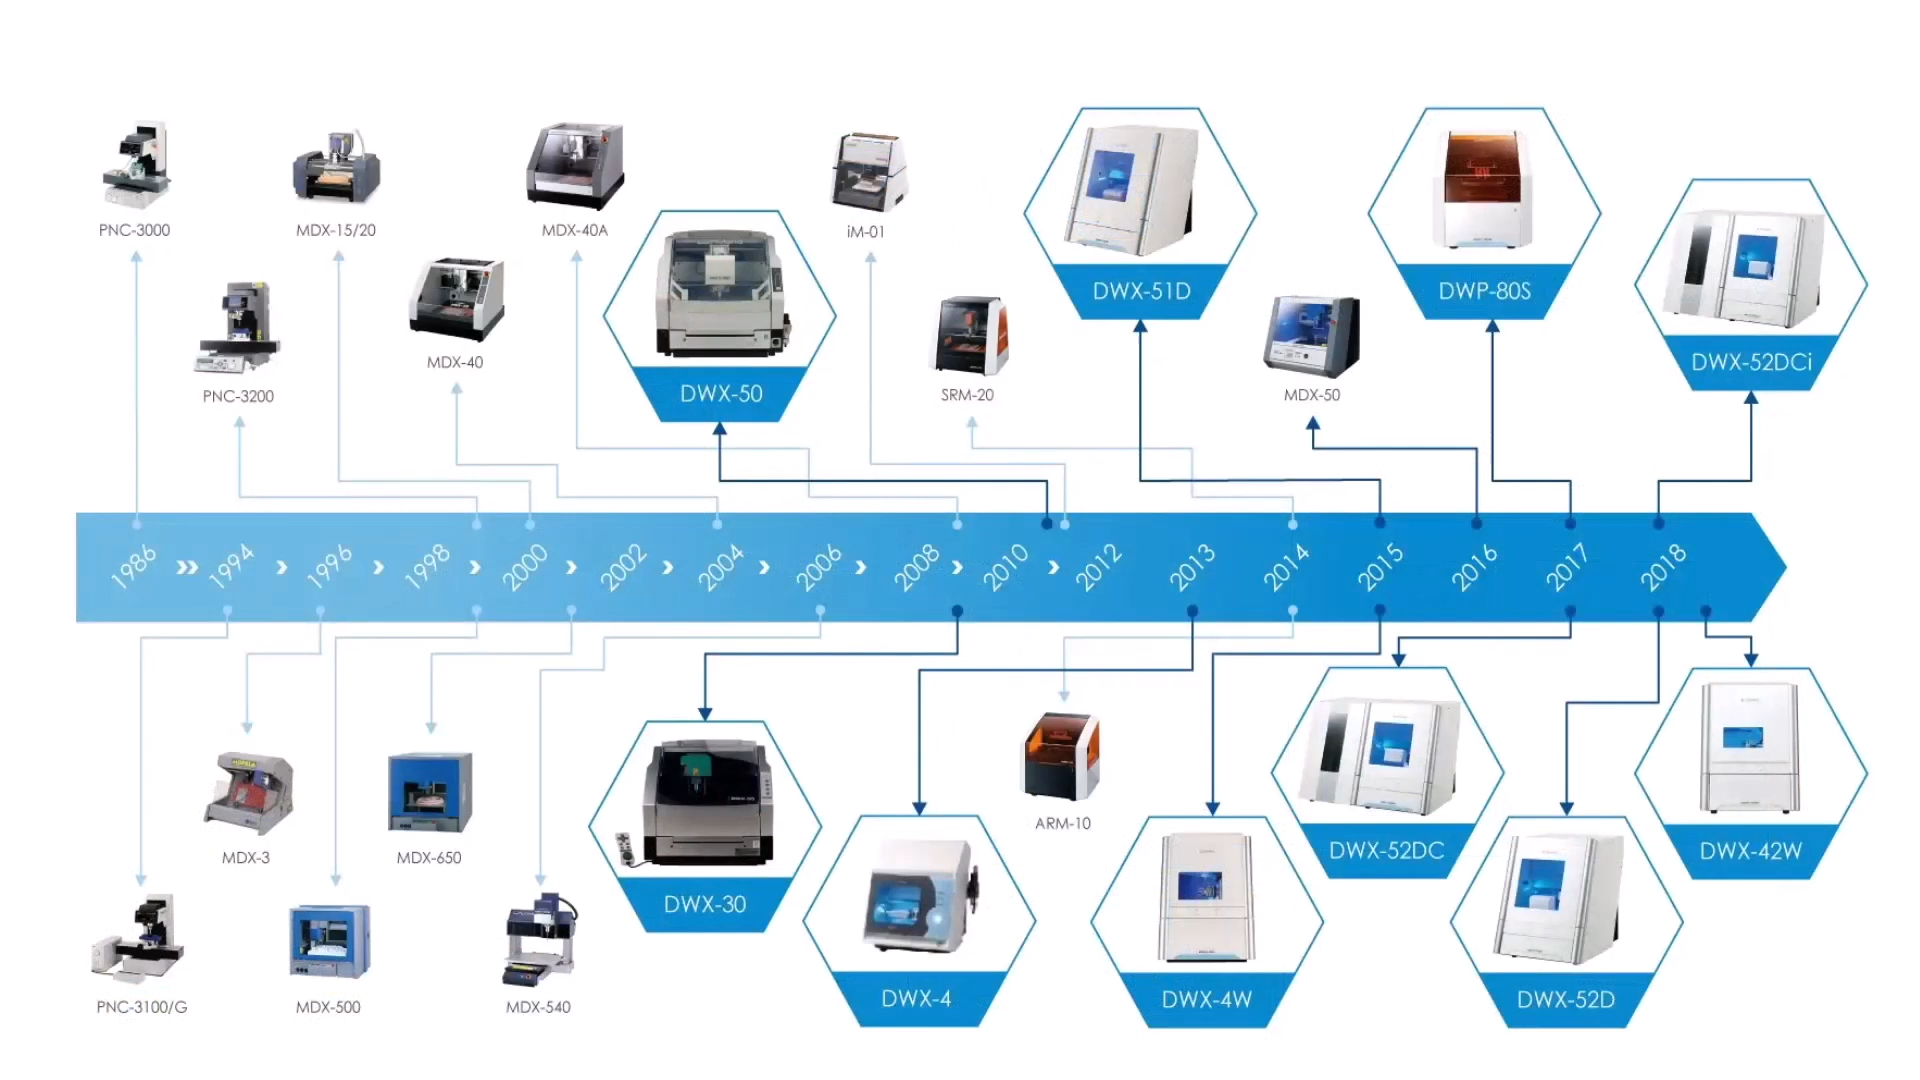 PNC-3000
MDX-15/20
MDX-40A
iM-01
DWX-51D
DWP-80S
MDX-40
PNC-3200
DWX-50
SRM-20
MDX-50
DWX-52DCi
1986 » 1994 › 1996 › 1998 › 2000 › 2002 › 2004 › 2006 › 2008 › 2010 › 2012 2013 2014 2015 2016 2017 2018
MDX-3
MDX-650
DWX-30
ARM-10
DWX-52DC
DWX-42W
PNC-3100/G
MDX-500
MDX-540
DWX-4
DWX-4W
DWX-52D